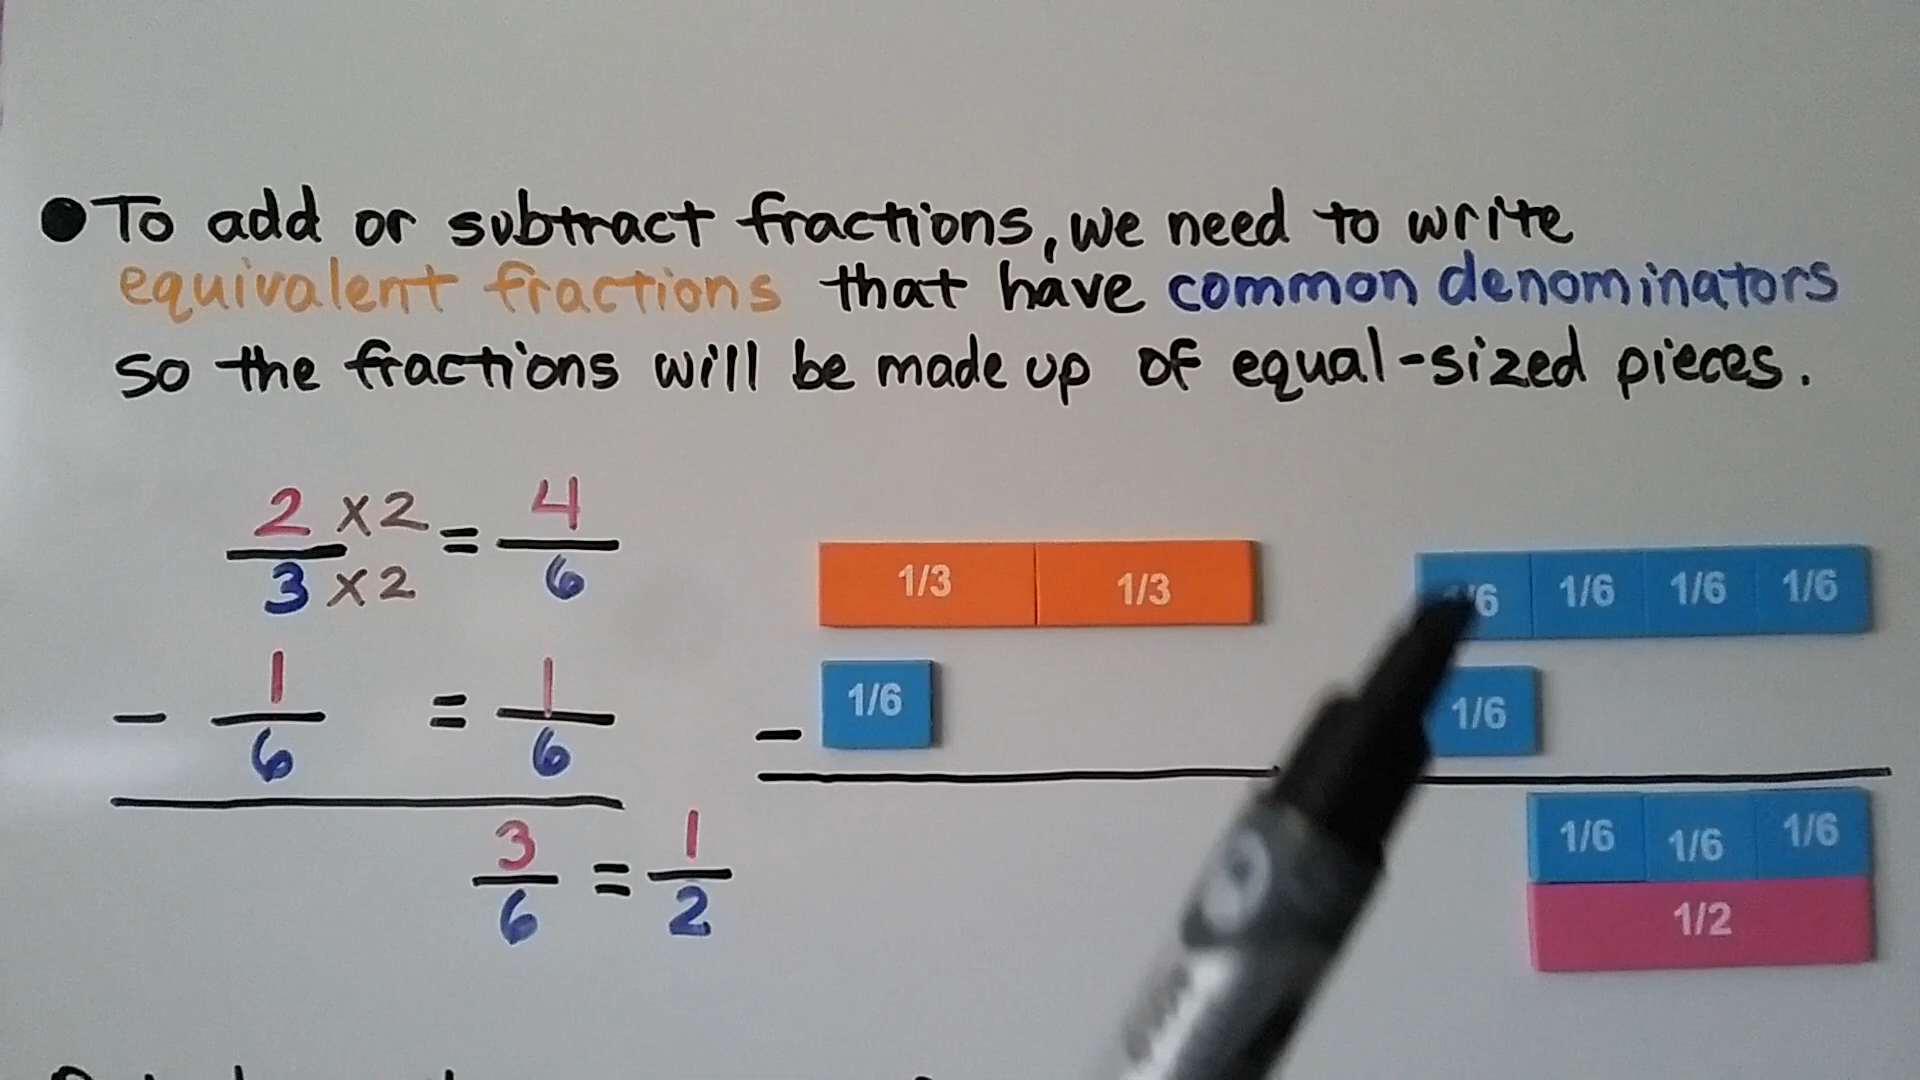 ● To add or subtract fractions, we need to write
equivalent fractions that have common denominators
so the fractions will be made up of equal-sized pieces.
2/3 ×2/×2 = 4/6
- 1/6 = 1/6
3/6 = 1/2
1/3 1/3
- 1/6
1/6 1/6 1/6
1/6
1/6 1/6 1/6
1/2